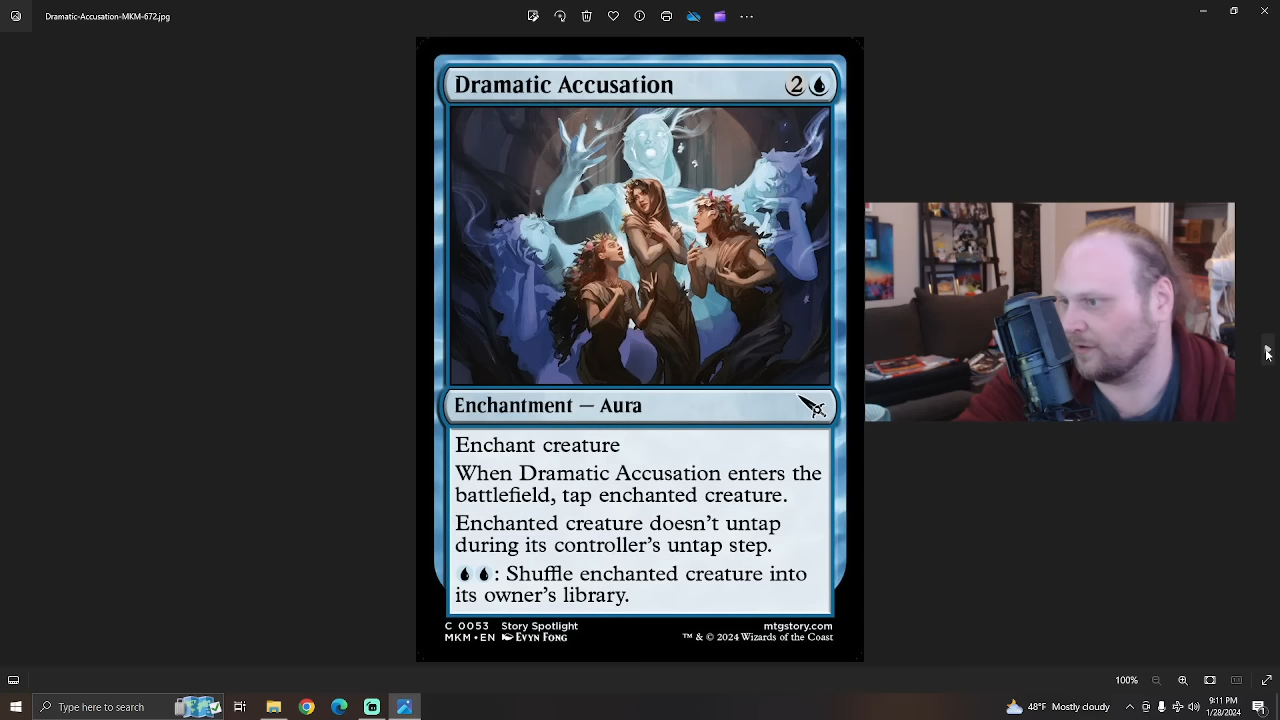 Dramatic-Accusation-MKM-672.jpg
Dramatic Accusation 2
Enchantment — Aura
Enchant creature
When Dramatic Accusation enters the
battlefield, tap enchanted creature.
Enchanted creature doesn't untap
during its controller's untap step.
: Shuffle enchanted creature into
its owner's library.
C 0053 Story Spotlight mtgstory.com
MKM • EN Evyn Fong ™ & © 2024 Wizards of the Coast
100%
Type here to search
48°F Mostly cloudy
9:11 PM
1/28/2024